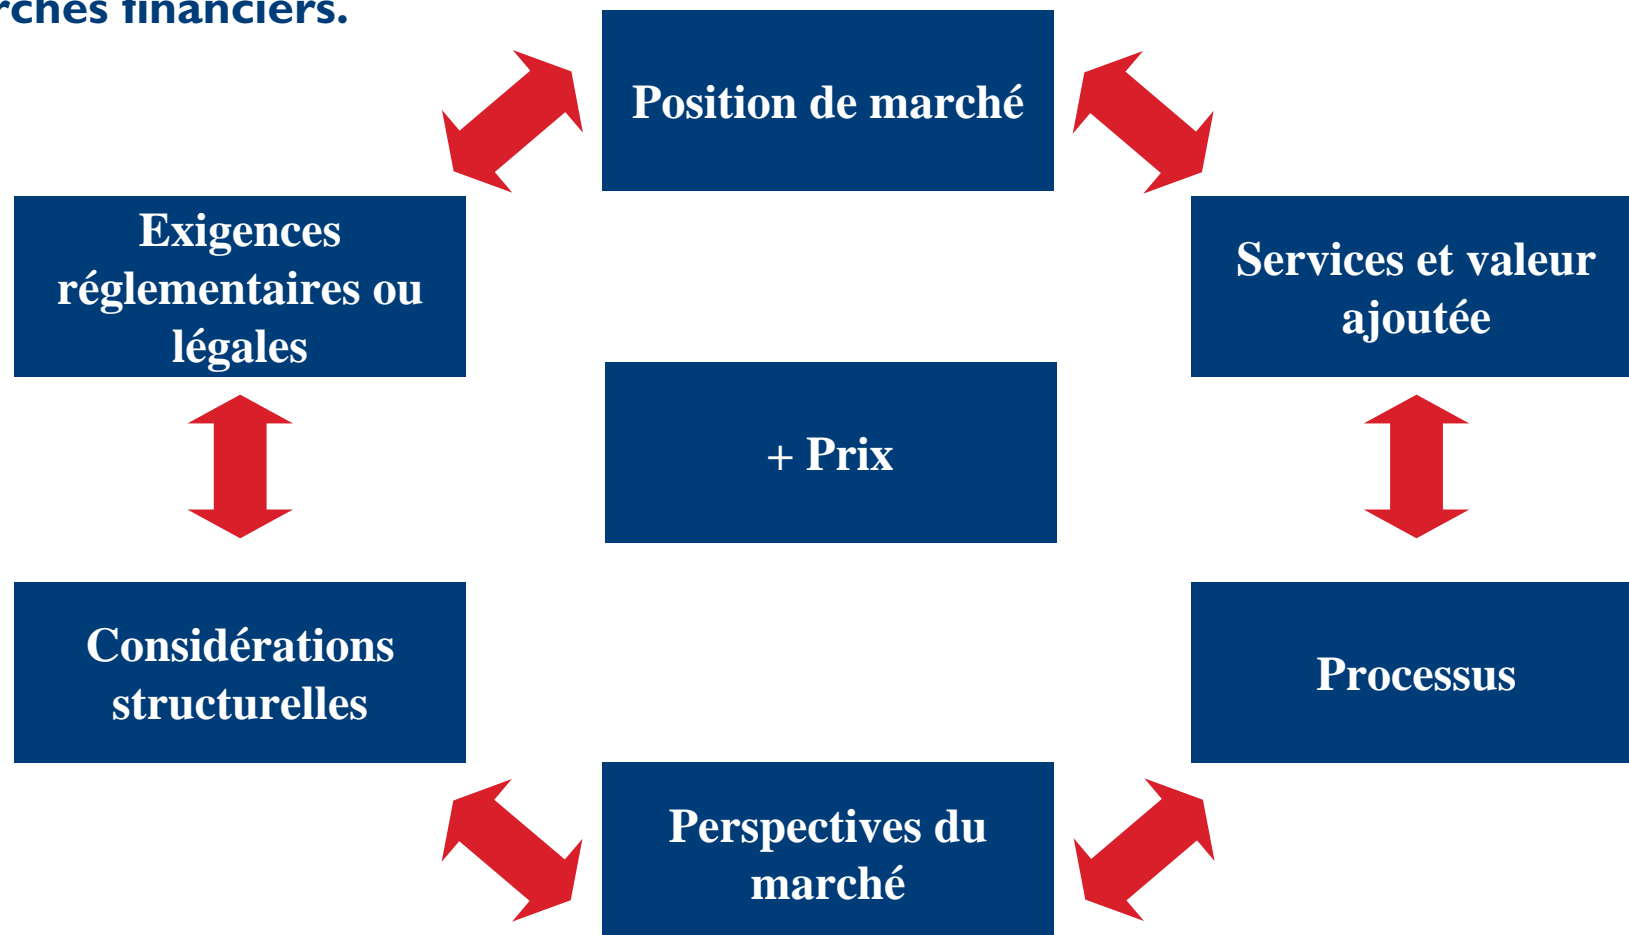 financiers.
Position de marché
Exigences
réglementaires ou
légales
Services et valeur
ajoutée
+ Prix
Considérations
structurelles
Processus
Perspectives du
marché